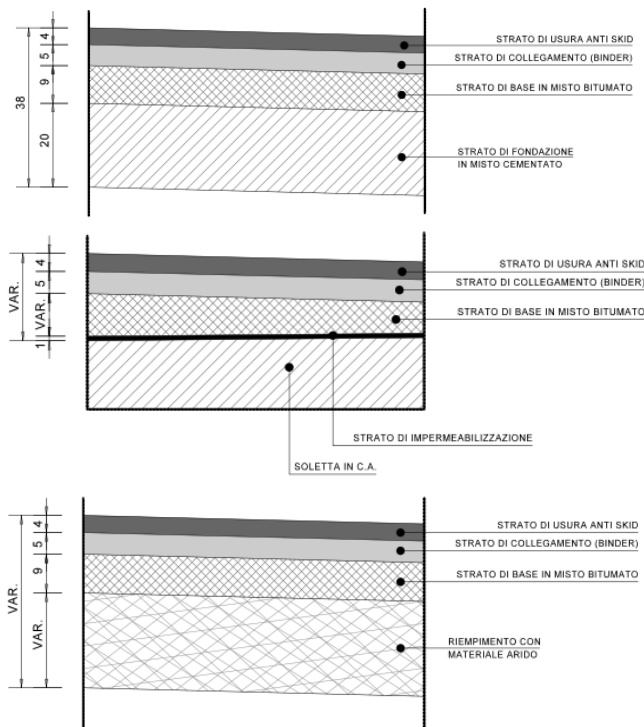 4
5
9
38
20
STRATO DI USURA ANTI SKID
STRATO DI COLLEGAMENTO (BINDER)
STRATO DI BASE IN MISTO BITUMATO
STRATO DI FONDAZIONE
IN MISTO CEMENTATO
4
5
VAR.
VAR.
1
STRATO DI USURA ANTI SKID
STRATO DI COLLEGAMENTO (BINDER)
STRATO DI BASE IN MISTO BITUMATO
STRATO DI IMPERMEABILIZZAZIONE
SOLETTA IN C.A.
4
5
9
VAR.
VAR.
STRATO DI USURA ANTI SKID
STRATO DI COLLEGAMENTO (BINDER)
STRATO DI BASE IN MISTO BITUMATO
RIEMPIMENTO CON
MATERIALE ARIDO